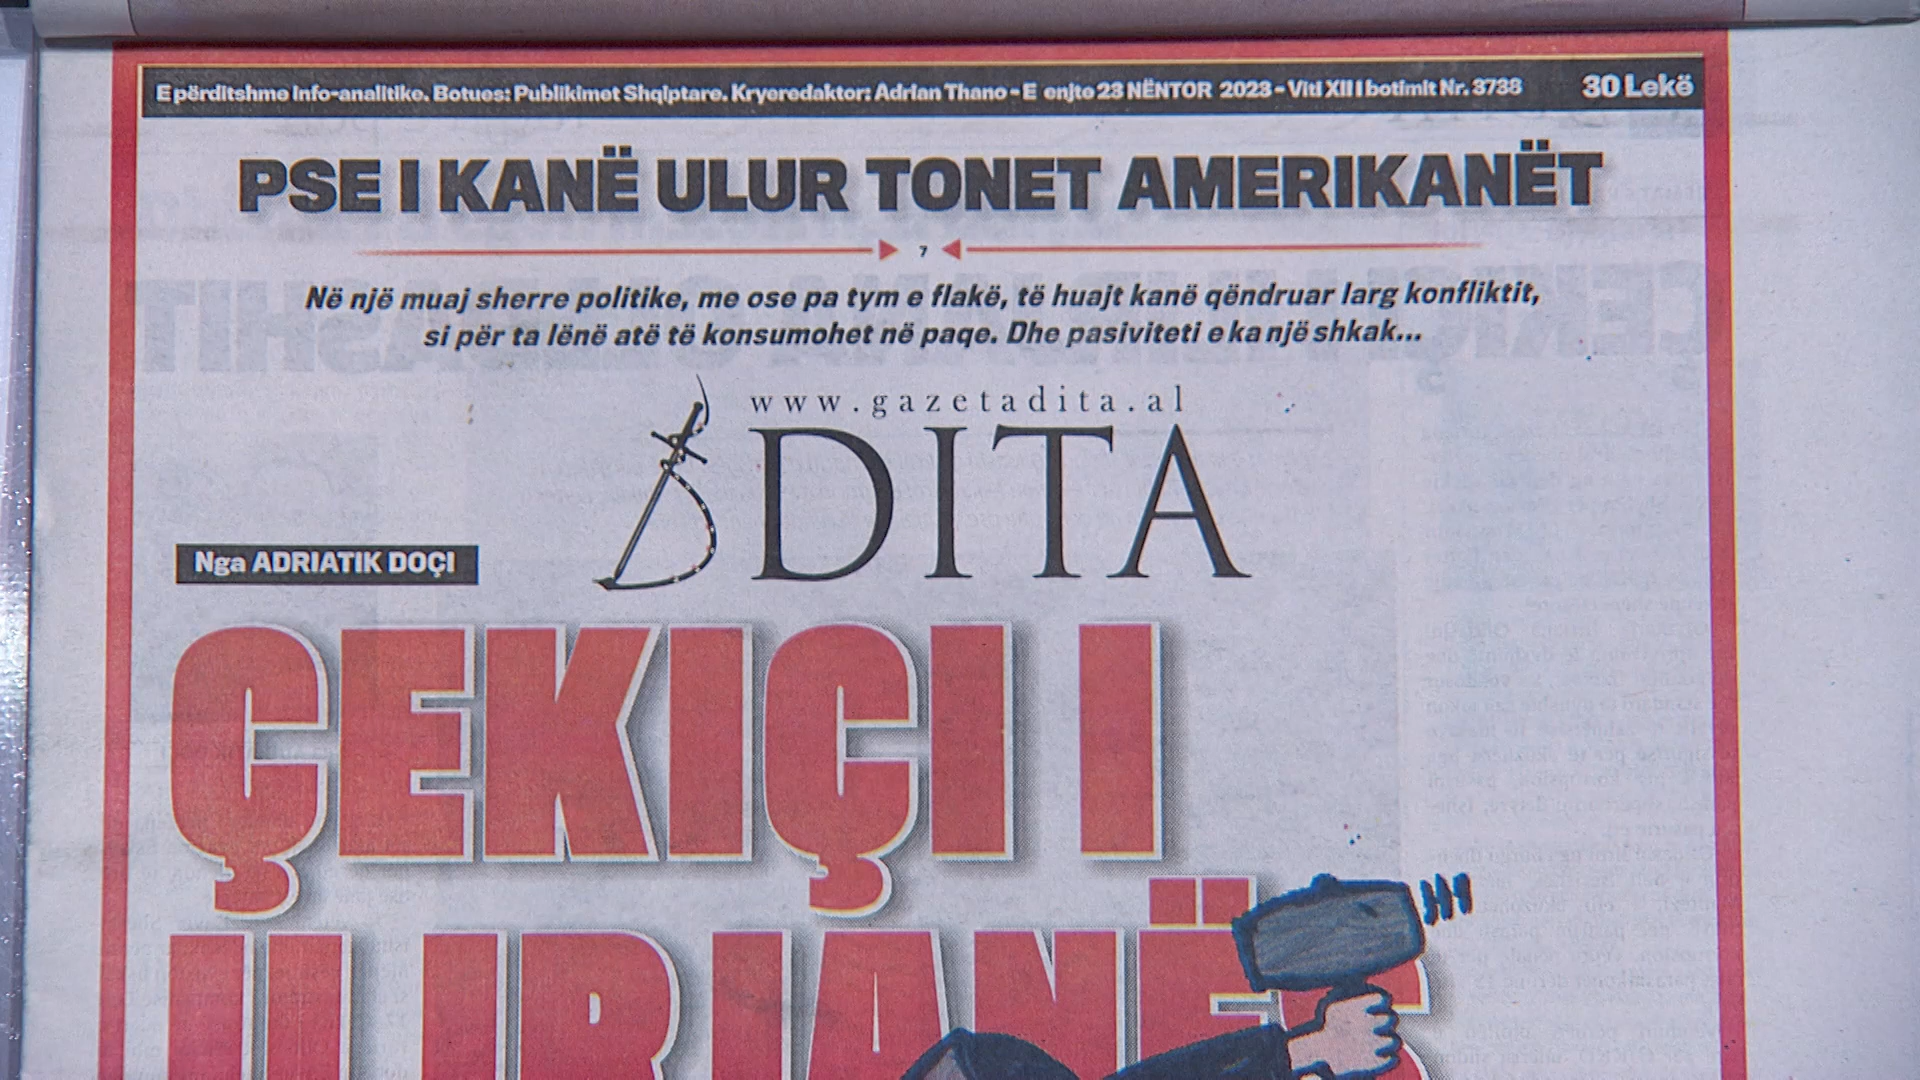 E përditshme Info-analitike. Botues: Publikimet Shqiptare. Kryeredaktor: Adrian Thano - E enjte 23 NËNTOR 2023 - Viti XII I botimit Nr. 3738 30 Lekë
PSE I KANË ULUR TONET AMERIKANËT
7
Në një muaj sherre politike, me ose pa tym e flakë, të huajt kanë qëndruar larg konfliktit,
si për ta lënë atë të konsumohet në paqe. Dhe pasiviteti e ka një shkak...
www.gazetadita.al
DITA
Nga ADRIATIK DOÇI
ÇEKIÇI I